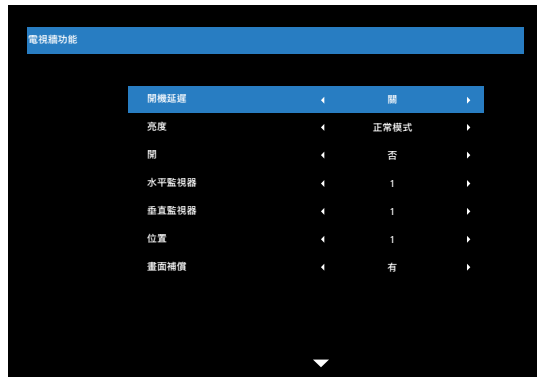 電視牆功能
開機延遲 關
亮度 正常模式
開 否
水平監視器 1
垂直監視器 1
位置 1
畫面補償 有